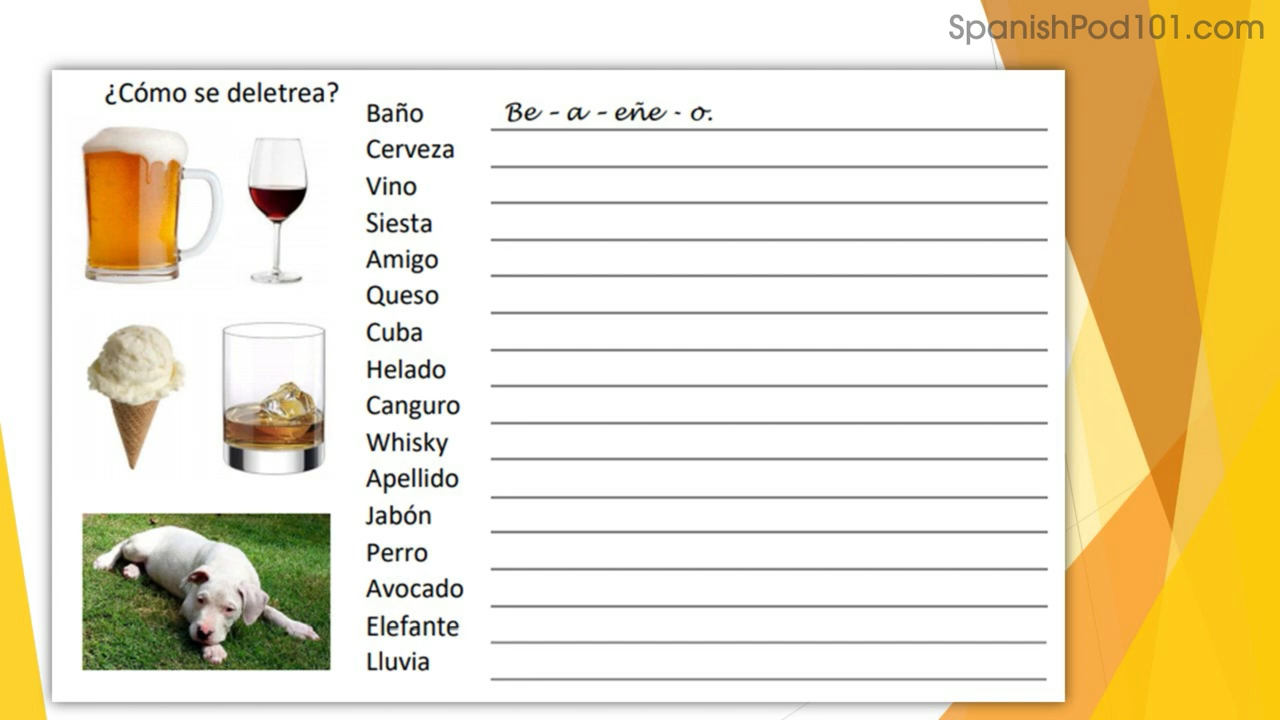 SpanishPod101.com
¿Cómo se deletrea?
Baño Be - a - eñe - o.
Cerveza
Vino
Siesta
Amigo
Queso
Cuba
Helado
Canguro
Whisky
Apellido
Jabón
Perro
Avocado
Elefante
Lluvia